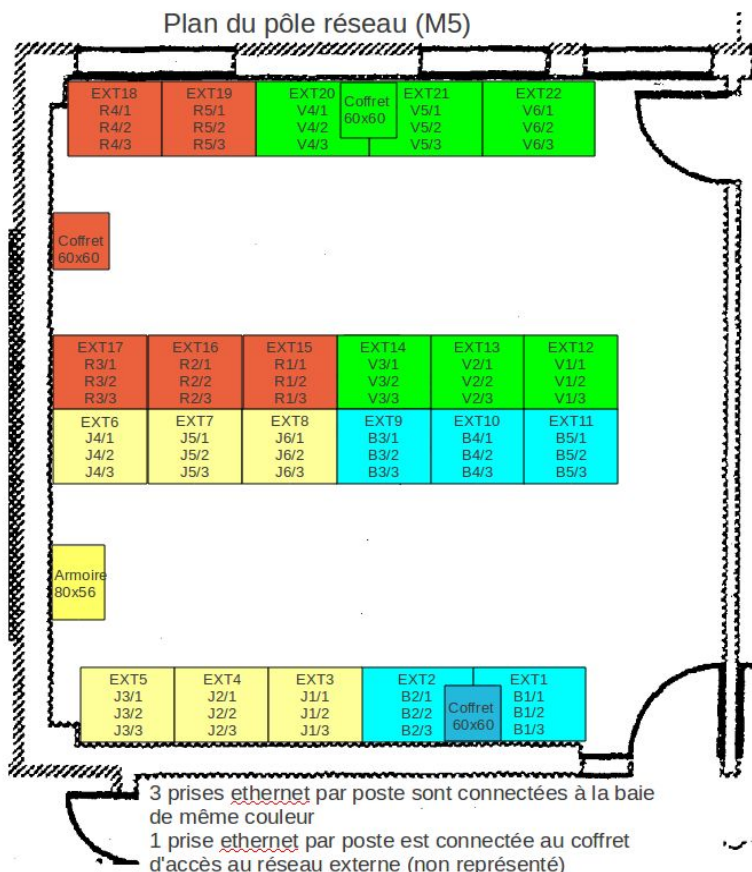 Plan du pôle réseau (M5)
EXT18
R4/1
R4/2
R4/3
EXT19
R5/1
R5/2
R5/3
EXT20
V4/1
V4/2
V4/3
Coffret
60x60
EXT21
V5/1
V5/2
V5/3
EXT22
V6/1
V6/2
V6/3
Coffret
60x60
EXT17
R3/1
R3/2
R3/3
EXT16
R2/1
R2/2
R2/3
EXT15
R1/1
R1/2
R1/3
EXT14
V3/1
V3/2
V3/3
EXT13
V2/1
V2/2
V2/3
EXT12
V1/1
V1/2
V1/3
EXT6
J4/1
J4/2
J4/3
EXT7
J5/1
J5/2
J5/3
EXT8
J6/1
J6/2
J6/3
EXT9
B3/1
B3/2
B3/3
EXT10
B4/1
B4/2
B4/3
EXT11
B5/1
B5/2
B5/3
Armoire
80x56
EXT5
J3/1
J3/2
J3/3
EXT4
J2/1
J2/2
J2/3
EXT3
J1/1
J1/2
J1/3
EXT2
B2/1
B2/2
B2/3
Coffret
60x60
EXT1
B1/1
B1/2
B1/3
3 prises ethernet par poste sont connectées à la baie
de même couleur
1 prise ethernet par poste est connectée au coffret
d'accès au réseau externe (non représenté)